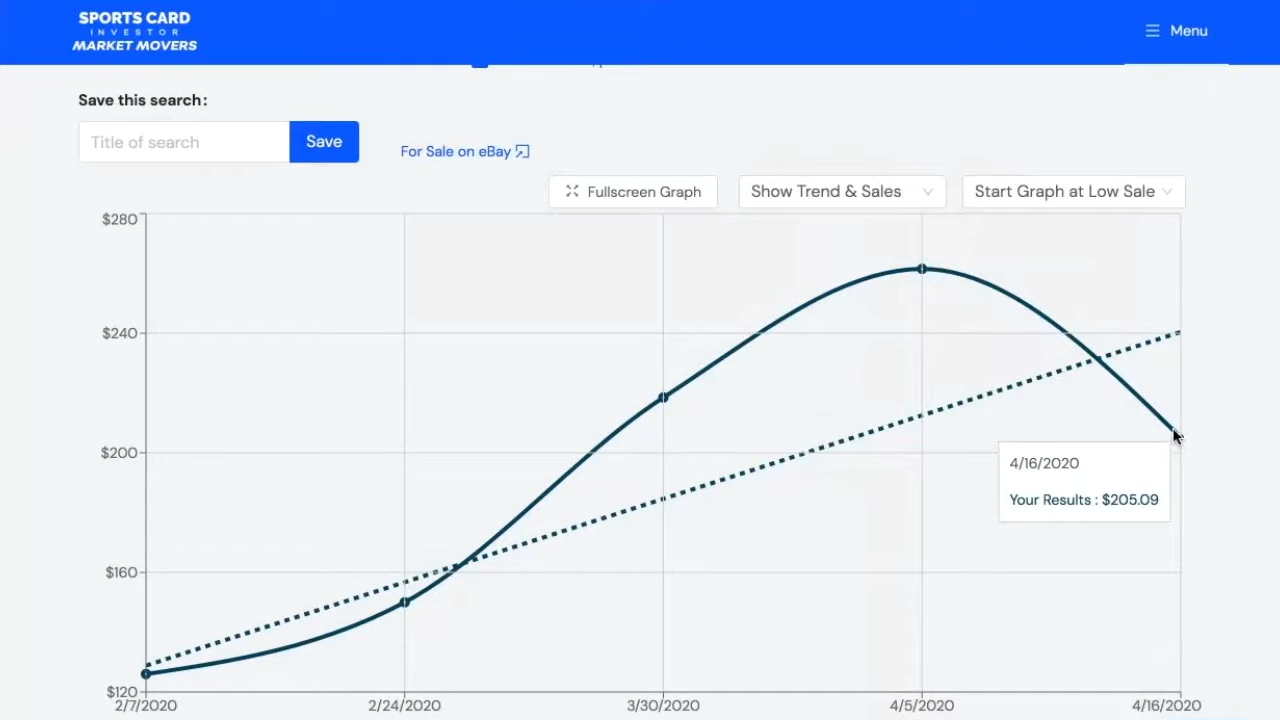 SPORTS CARD
INVESTOR
MARKET MOVERS
Menu
Save this search:
Title of search
Save
For Sale on eBay
Fullscreen Graph
Show Trend & Sales
Start Graph at Low Sale
$280
$240
$200
$160
$120
4/16/2020
Your Results : $205.09
2/7/2020
2/24/2020
3/30/2020
4/5/2020
4/16/2020